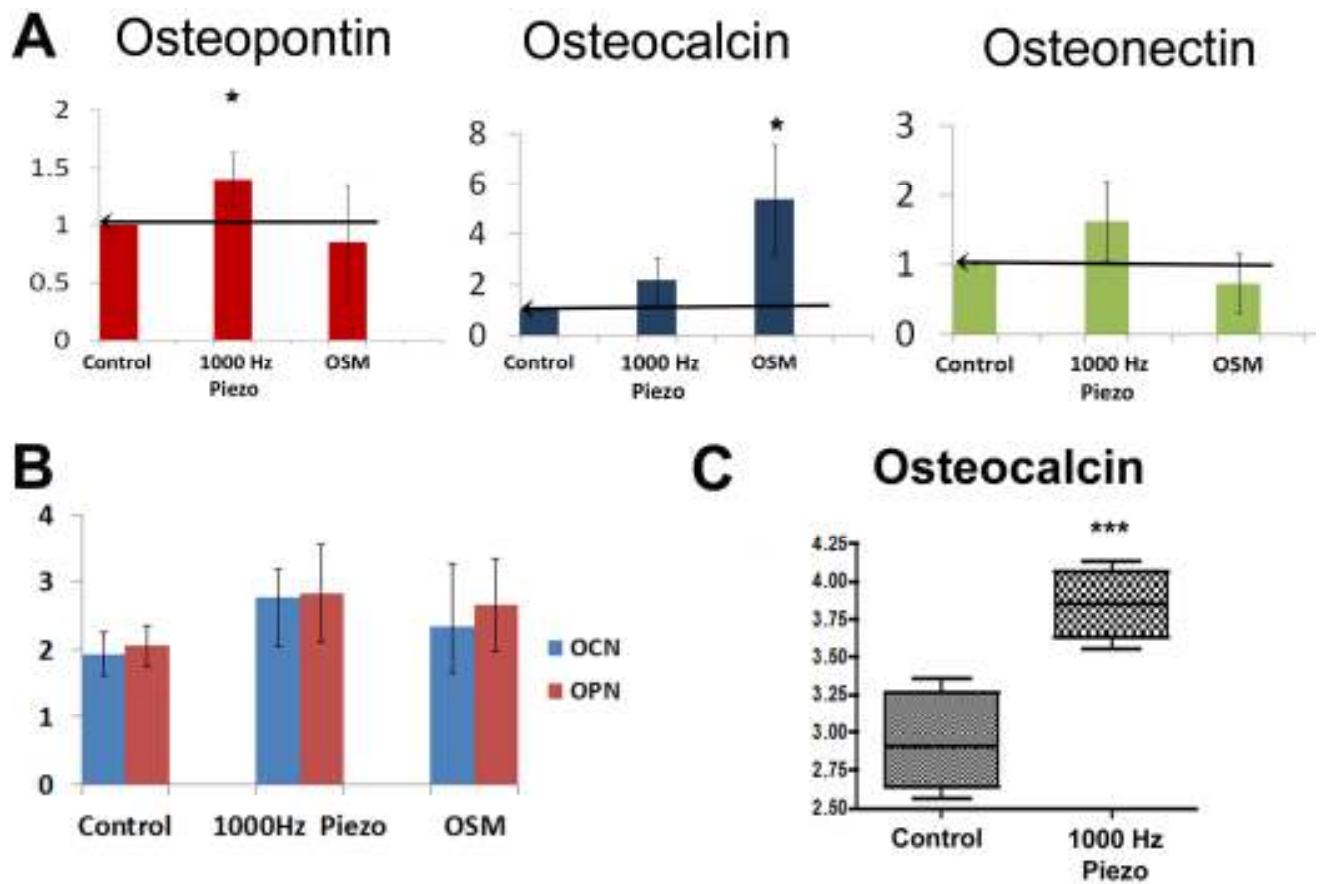 A
Osteopontin
2
1.5
1
0.5
0
*
Control
1000 Hz
Piezo
OSM
Osteocalcin
8
6
4
2
0
*
Control
1000 Hz
Piezo
OSM
Osteonectin
3
2
1
0
Control
1000 Hz
Piezo
OSM
B
4
3
2
1
0
Control
1000Hz Piezo
OSM
OCN
OPN
C
Osteocalcin
***
4.25
4.00
3.75
3.50
3.25
3.00
2.75
2.50
Control
1000 Hz
Piezo